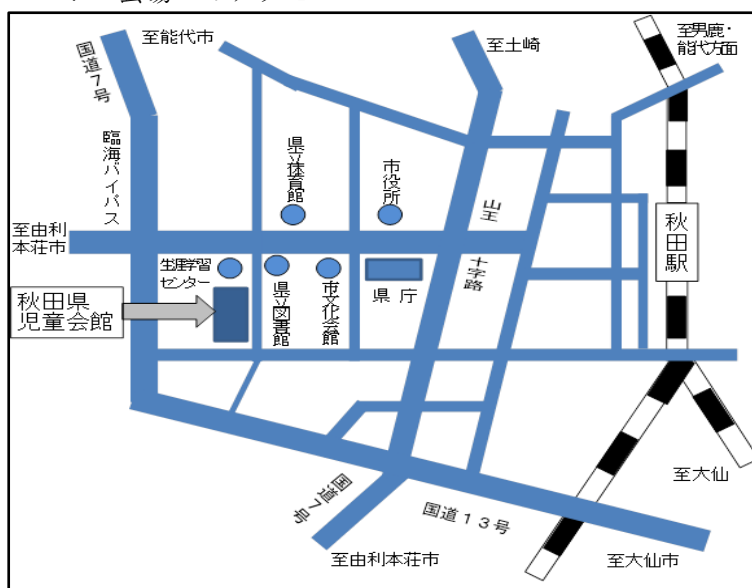 至能代市
至土崎
至男鹿・
能代方面
国道7号
臨海バイパス
県立体育館
市役所
山王
十字路
至由利
本荘市
秋田駅
生涯学習
センター
県立図書館
市文化会館
県庁
秋田県
児童会館
国道7号
国道13号
至大仙
至由利本荘市
至大仙市